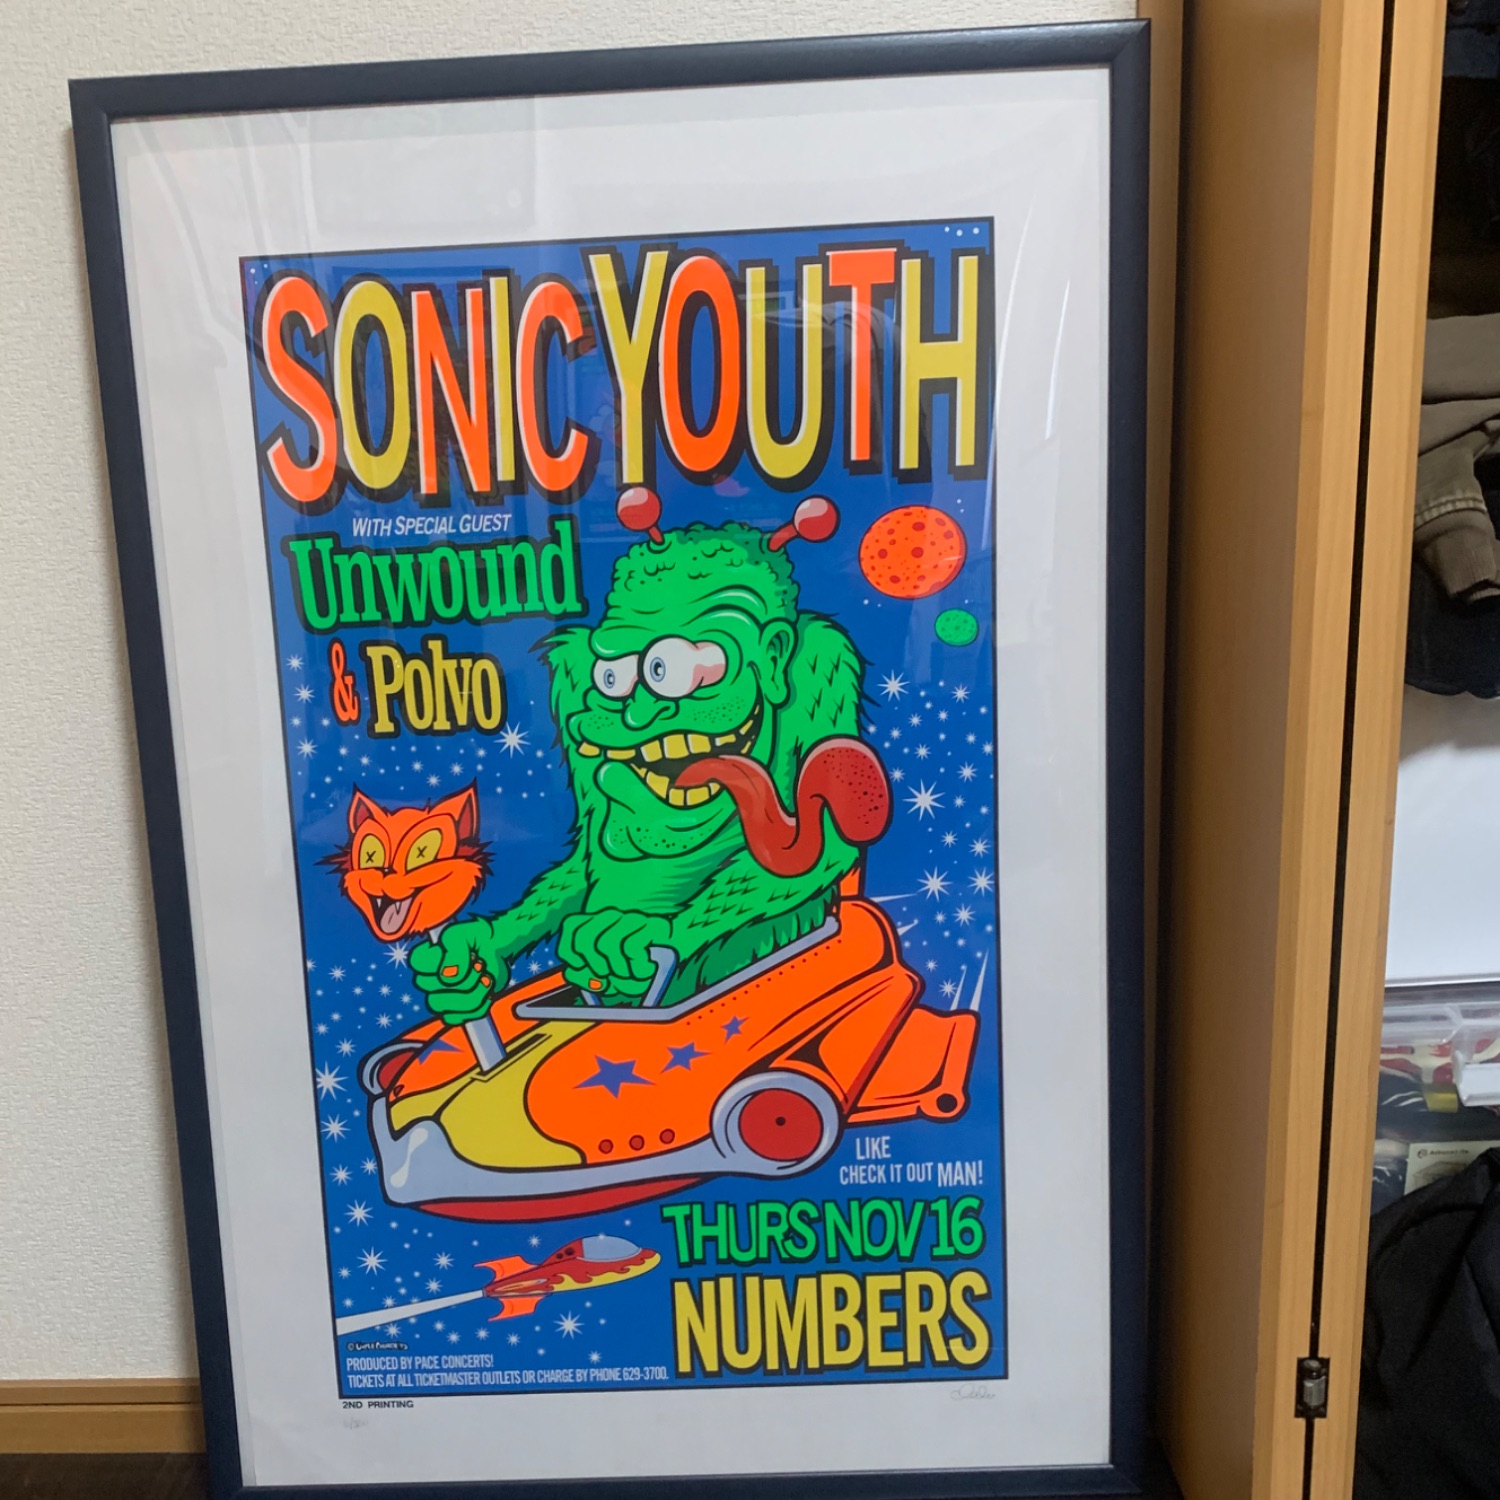 SONIC YOUTH
WITH SPECIAL GUEST
Unwound
& Polvo
LIKE
CHECK IT OUT MAN!
THURS NOV 16
NUMBERS
PRODUCED BY PACE CONCERTS!
TICKETS AT ALL TICKETMASTER OUTLETS OR CHARGE BY PHONE 629-3700.
2ND PRINTING